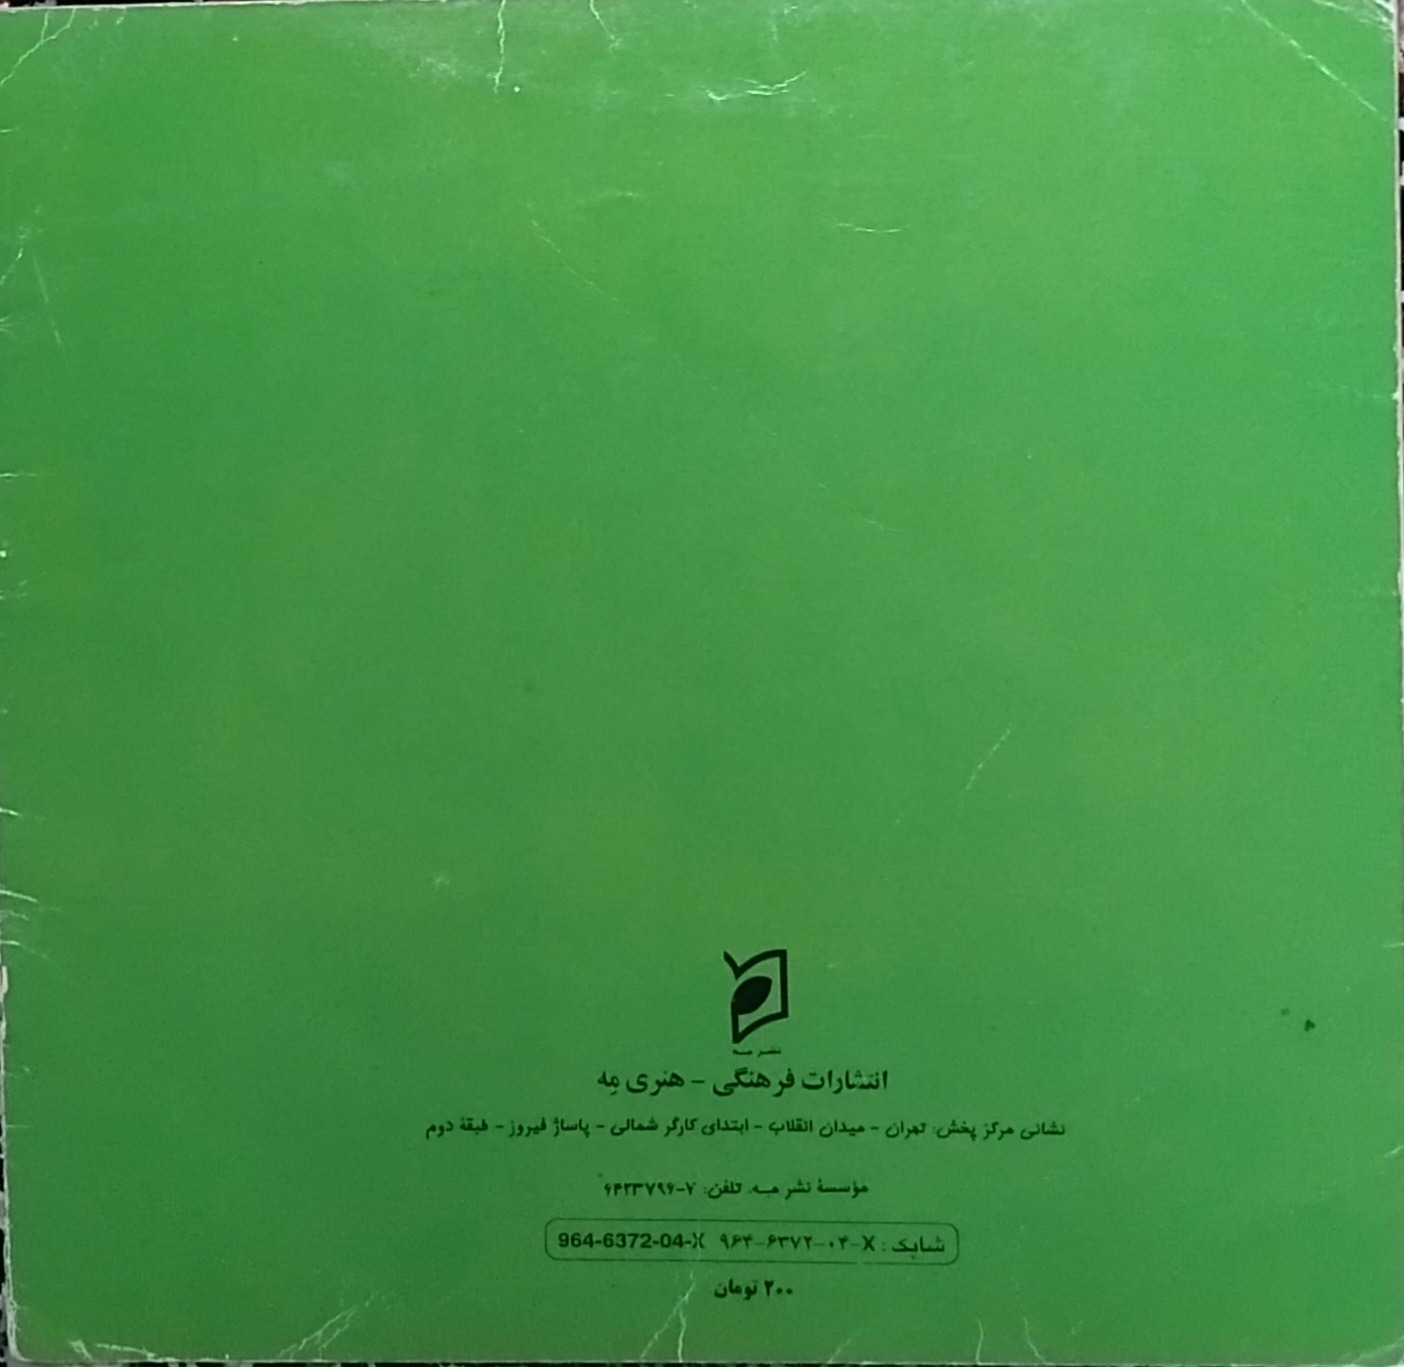 نشر مه
انتشارات فرهنگی - هنری مِه
نشانی مرکز پخش: تهران - میدان انقلاب - ابتدای کارگر شمالی - پاساژ فیروز - طبقهٔ دوم
مؤسسهٔ نشر مـه. تلفن: ۷-۶۴۲۳۷۹۶
شابک: X-۹۶۴-۶۳۷۲-۰۴ 964-6372-04-X
۲۰۰ تومان